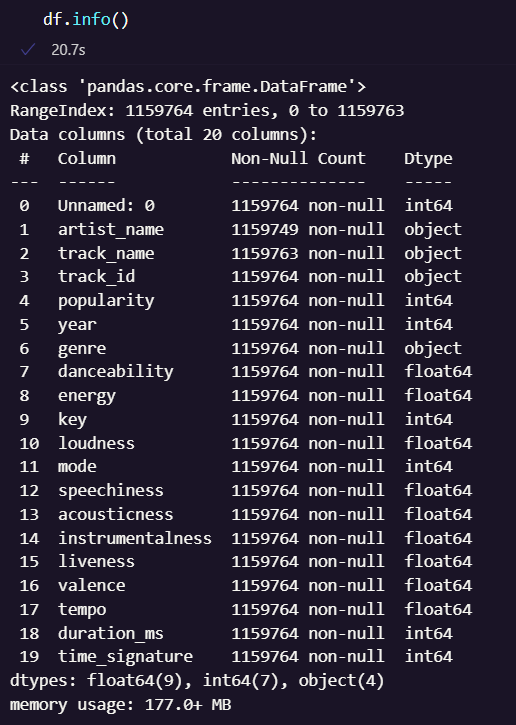 df.info()
✓ 20.7s
<class 'pandas.core.frame.DataFrame'>
RangeIndex: 1159764 entries, 0 to 1159763
Data columns (total 20 columns):
 #   Column            Non-Null Count    Dtype
---  ------            --------------    -----
 0   Unnamed: 0        1159764 non-null  int64
 1   artist_name       1159749 non-null  object
 2   track_name        1159763 non-null  object
 3   track_id          1159764 non-null  object
 4   popularity        1159764 non-null  int64
 5   year              1159764 non-null  int64
 6   genre             1159764 non-null  object
 7   danceability      1159764 non-null  float64
 8   energy            1159764 non-null  float64
 9   key               1159764 non-null  int64
 10  loudness          1159764 non-null  float64
 11  mode              1159764 non-null  int64
 12  speechiness       1159764 non-null  float64
 13  acousticness      1159764 non-null  float64
 14  instrumentalness  1159764 non-null  float64
 15  liveness          1159764 non-null  float64
 16  valence           1159764 non-null  float64
 17  tempo             1159764 non-null  float64
 18  duration_ms       1159764 non-null  int64
 19  time_signature    1159764 non-null  int64
dtypes: float64(9), int64(7), object(4)
memory usage: 177.0+ MB